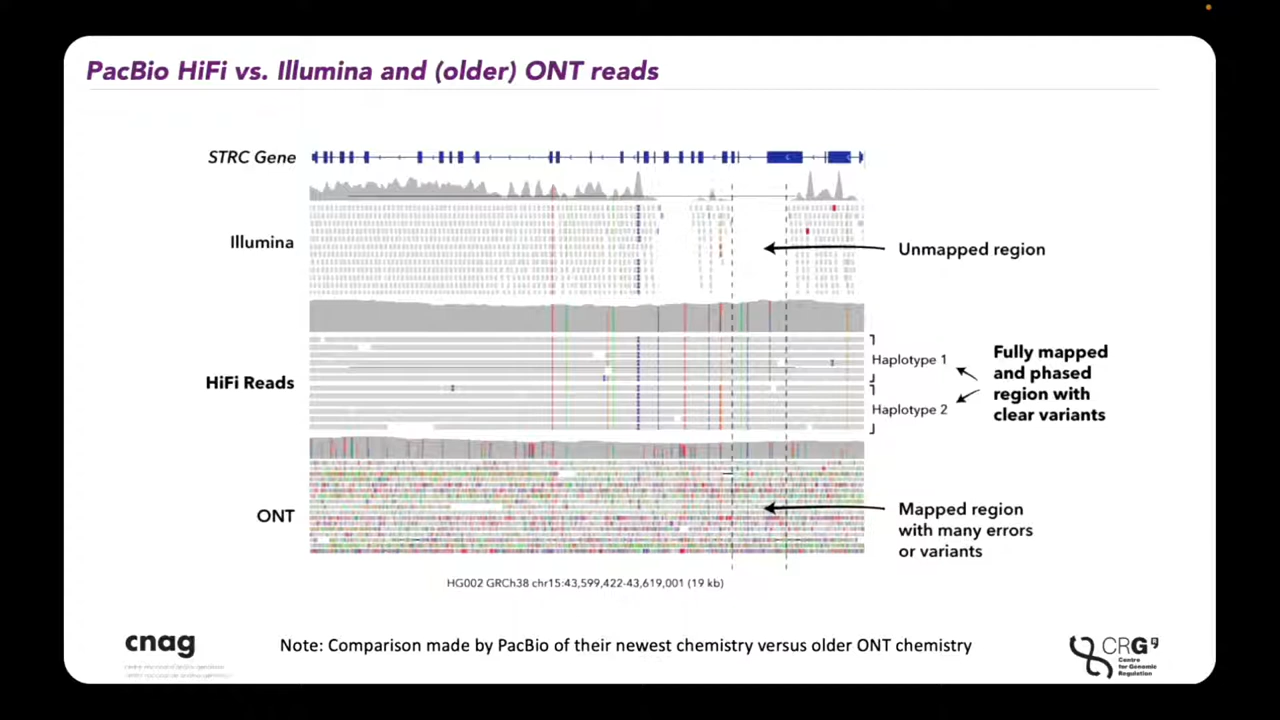 PacBio HiFi vs. Illumina and (older) ONT reads
STRC Gene
Illumina
Unmapped region
HiFi Reads
Haplotype 1
Haplotype 2
Fully mapped
and phased
region with
clear variants
ONT
Mapped region
with many errors
or variants
HG002 GRCh38 chr15:43,599,422-43,619,001 (19 kb)
cnag
Note: Comparison made by PacBio of their newest chemistry versus older ONT chemistry
CRG
Centre
for Genomic
Regulation